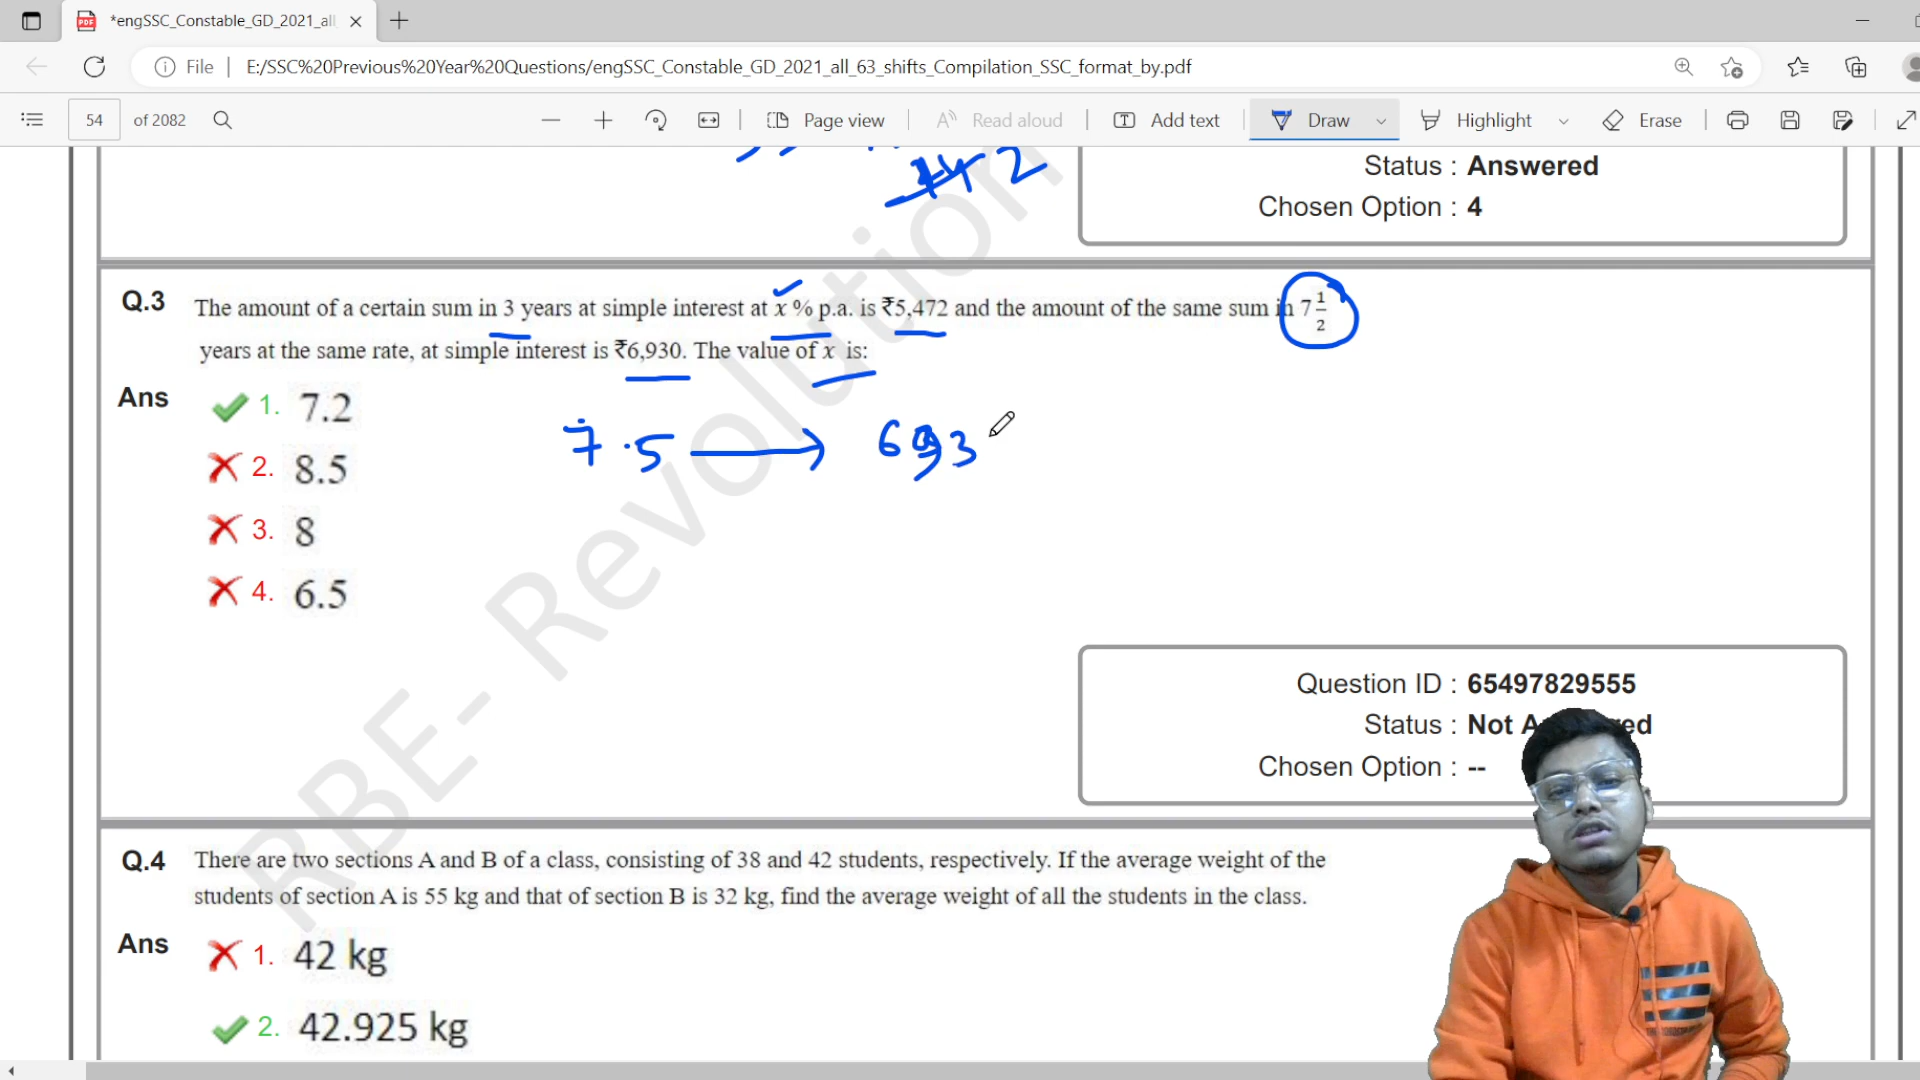 *engSSC_Constable_GD_2021_all
File
E:/SSC%20Previous%20Year%20Questions/engSSC_Constable_GD_2021_all_63_shifts_Compilation_SSC_format_by.pdf
54 of 2082 Page view Read aloud Add text Draw Highlight Erase
2
Status : Answered
Chosen Option : 4
Q.3 The amount of a certain sum in 3 years at simple interest at x % p.a. is ₹5,472 and the amount of the same sum in 7 1/2
years at the same rate, at simple interest is ₹6,930. The value of x is:
Ans 1. 7.2
2. 8.5
3. 8
4. 6.5
7.5 → 693
Question ID : 65497829555
Status : Not
Chosen Option : --
RBE- Revolution
Q.4 There are two sections A and B of a class, consisting of 38 and 42 students, respectively. If the average weight of the
students of section A is 55 kg and that of section B is 32 kg, find the average weight of all the students in the class.
Ans 1. 42 kg
2. 42.925 kg